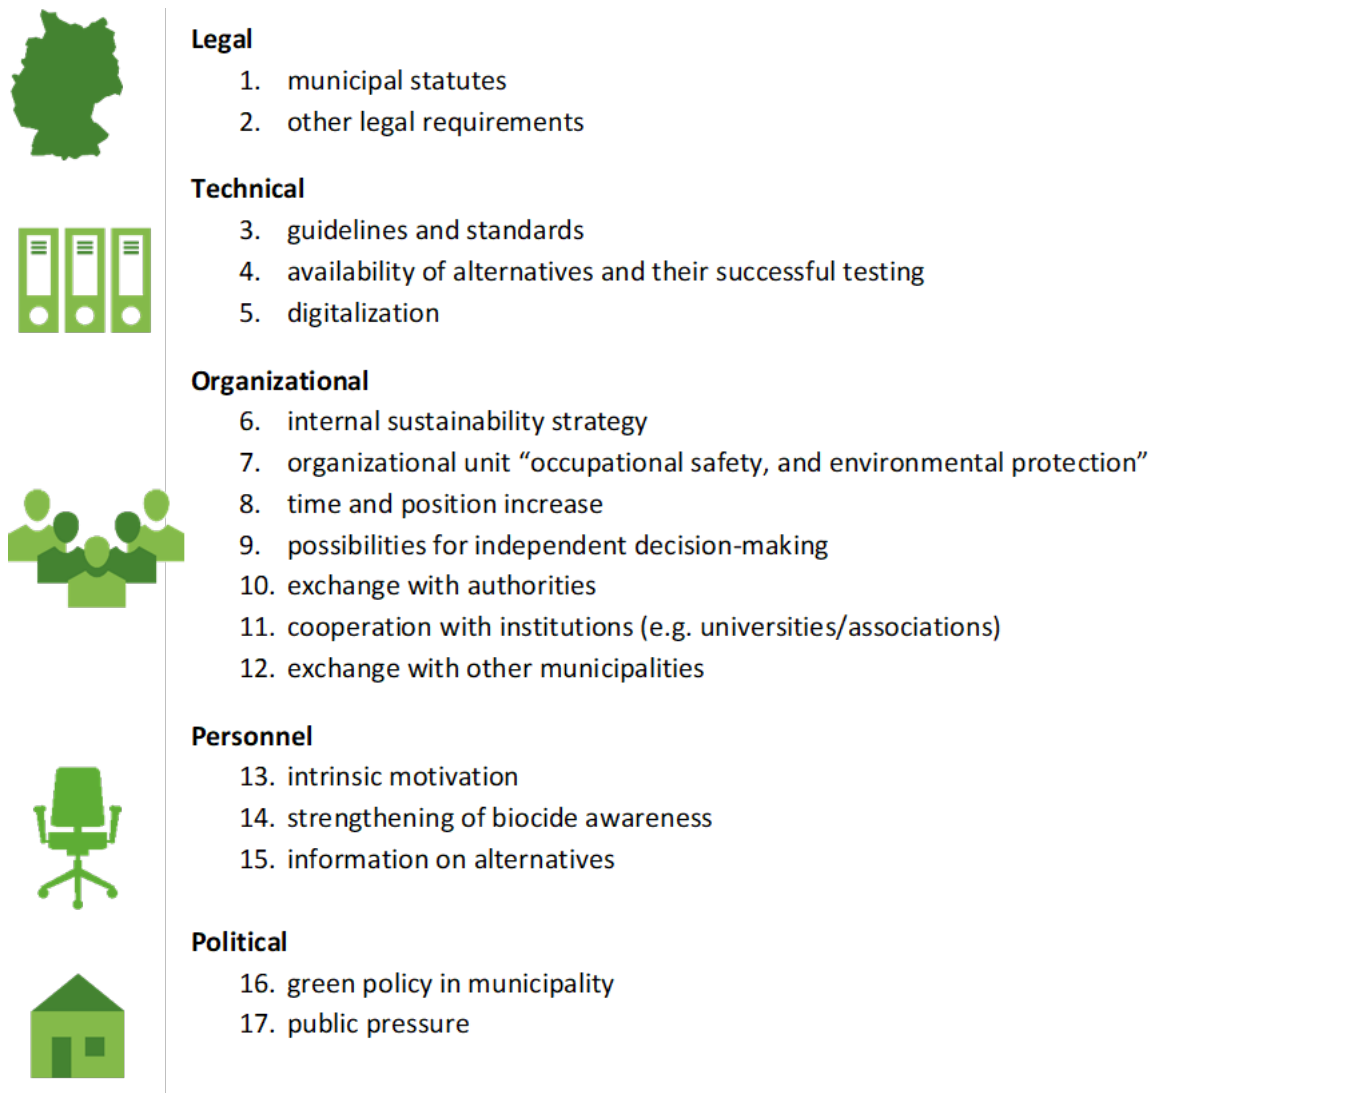 Legal
1. municipal statutes
2. other legal requirements
Technical
3. guidelines and standards
4. availability of alternatives and their successful testing
5. digitalization
Organizational
6. internal sustainability strategy
7. organizational unit “occupational safety, and environmental protection”
8. time and position increase
9. possibilities for independent decision-making
10. exchange with authorities
11. cooperation with institutions (e.g. universities/associations)
12. exchange with other municipalities
Personnel
13. intrinsic motivation
14. strengthening of biocide awareness
15. information on alternatives
Political
16. green policy in municipality
17. public pressure